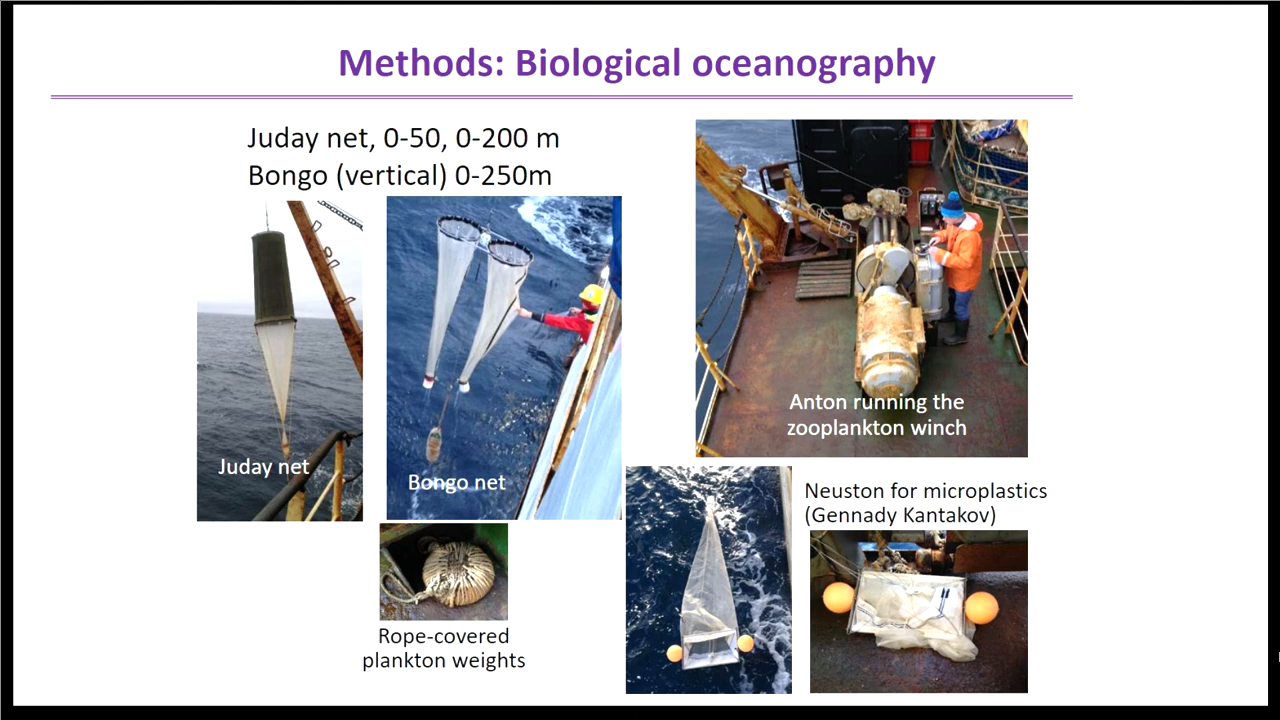 Methods: Biological oceanography
Juday net, 0-50, 0-200 m
Bongo (vertical) 0-250m
Juday net
Bongo net
Anton running the
zooplankton winch
Rope-covered
plankton weights
Neuston for microplastics
(Gennady Kantakov)